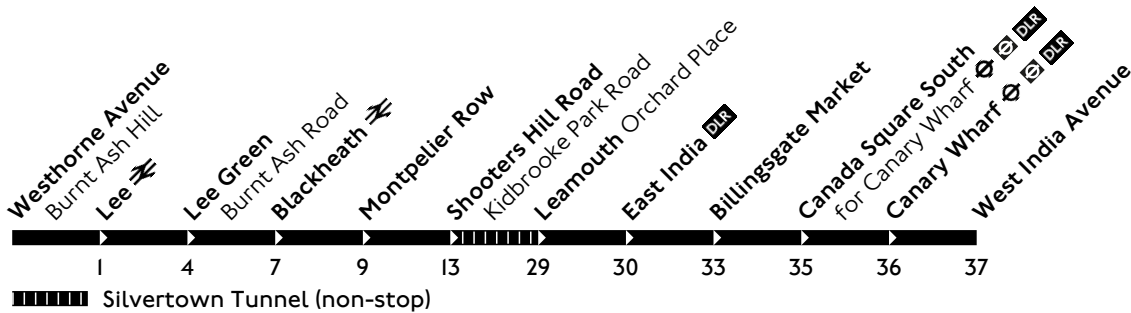 Westhorne Avenue
Burnt Ash Hill
Lee
Lee Green
Burnt Ash Road
Blackheath
Montpelier Row
Shooters Hill Road
Kidbrooke Park Road
Leamouth Orchard Place
East India DLR
Billingsgate Market
Canada Square South
for Canary Wharf DLR
Canary Wharf DLR
West India Avenue
1 4 7 9 13 29 30 33 35 36 37
Silvertown Tunnel (non-stop)